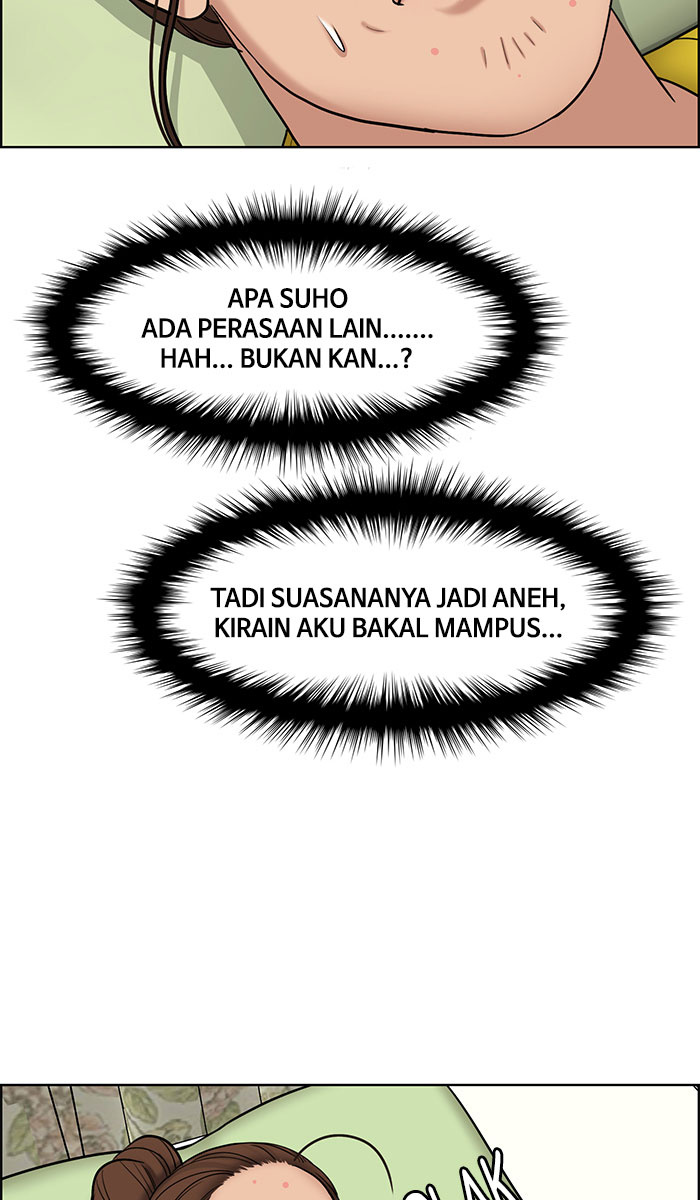 APA SUHO
ADA PERASAAN LAIN.......
HAH... BUKAN KAN...?
TADI SUASANANYA JADI ANEH,
KIRAIN AKU BAKAL MAMPUS...